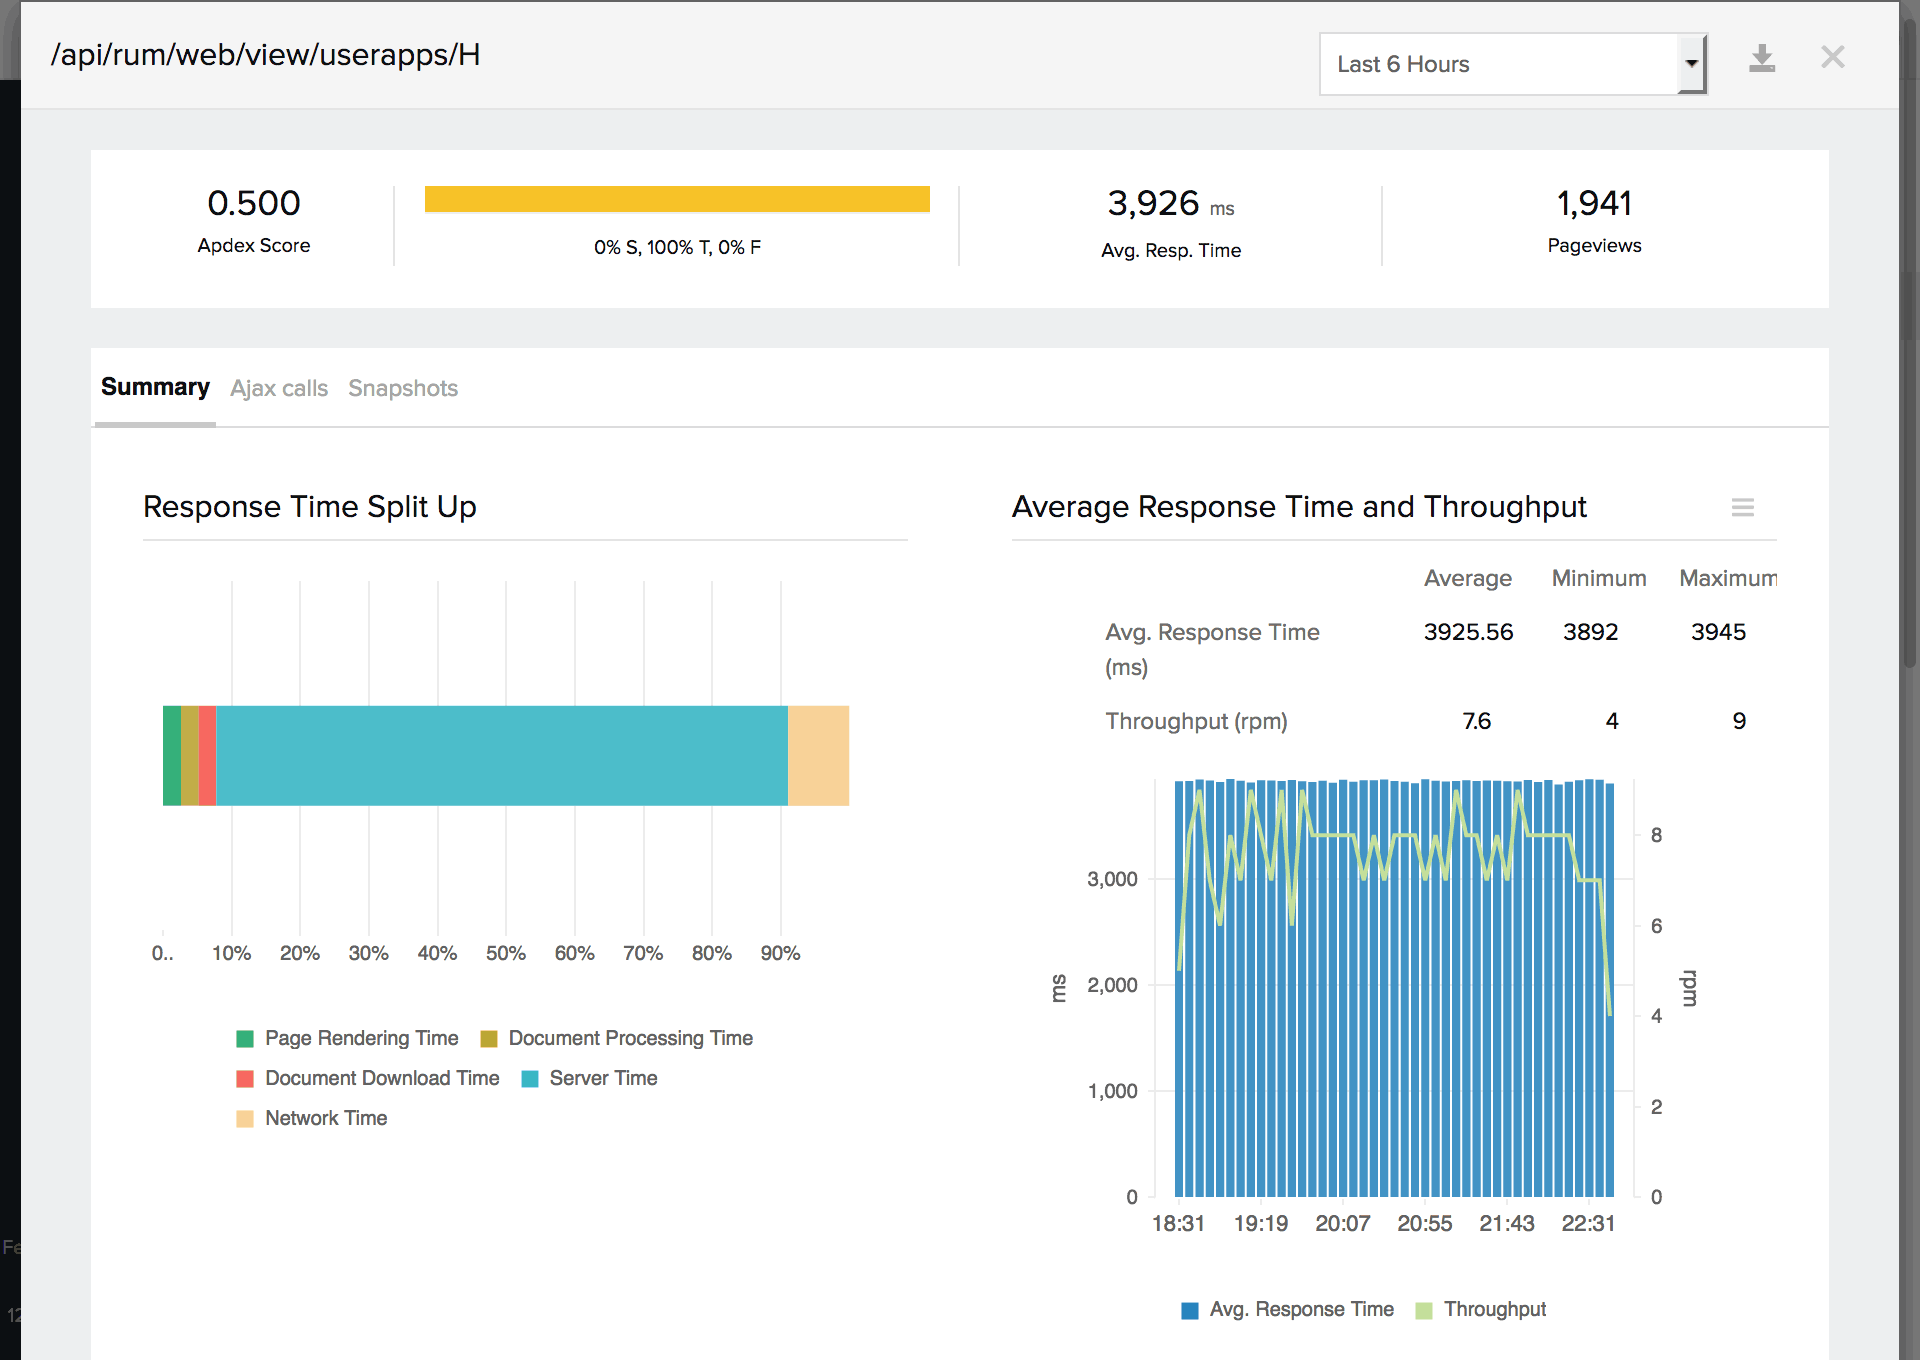 /api/rum/web/view/userapps/H
Last 6 Hours
0.500
Apdex Score
0% S, 100% T, 0% F
3,926 ms
Avg. Resp. Time
1,941
Pageviews
Summary Ajax calls Snapshots
Response Time Split Up
0.. 10% 20% 30% 40% 50% 60% 70% 80% 90%
Page Rendering Time Document Processing Time
Document Download Time Server Time
Network Time
Average Response Time and Throughput
Average Minimum Maximum
Avg. Response Time 3925.56 3892 3945
(ms)
Throughput (rpm) 7.6 4 9
3,000
2,000
1,000
0
ms
8
6
4
2
0
rpm
18:31 19:19 20:07 20:55 21:43 22:31
Avg. Response Time Throughput
Fe
12